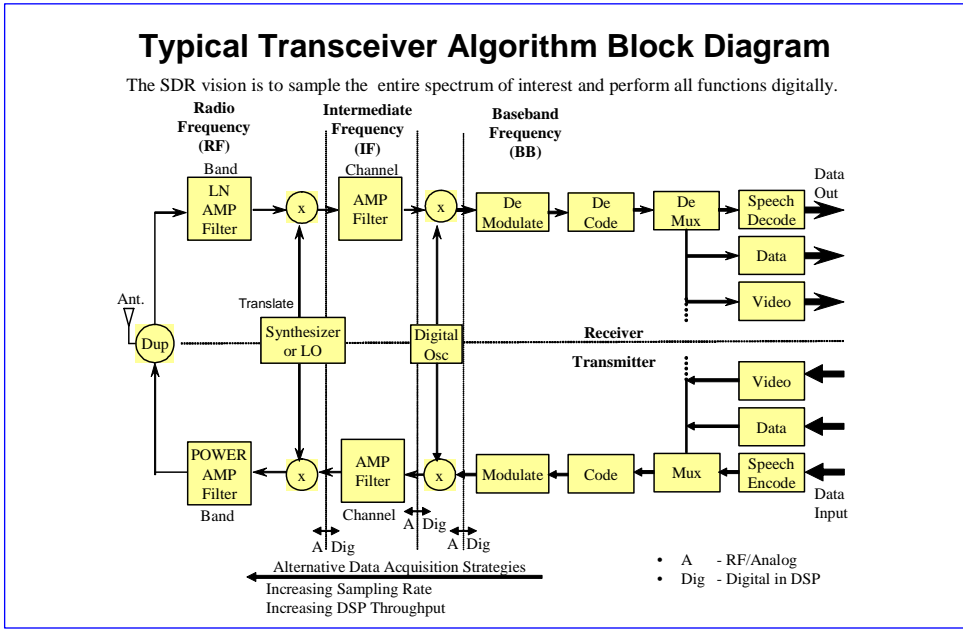 Typical Transceiver Algorithm Block Diagram
The SDR vision is to sample the entire spectrum of interest and perform all functions digitally.
Radio
Frequency
(RF)
Intermediate
Frequency
(IF)
Baseband
Frequency
(BB)
Band
LN
AMP
Filter
x
Channel
AMP
Filter
x
De
Modulate
De
Code
De
Mux
Speech
Decode
Data
Out
Data
Video
Ant.
Dup
Translate
Synthesizer
or LO
Digital
Osc
Receiver
Transmitter
Video
Data
POWER
AMP
Filter
Band
x
AMP
Filter
Channel
x
Modulate
Code
Mux
Speech
Encode
Data
Input
A Dig
A Dig
A Dig
Alternative Data Acquisition Strategies
Increasing Sampling Rate
Increasing DSP Throughput
• A - RF/Analog
• Dig - Digital in DSP